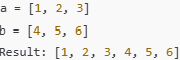 a = [1, 2, 3]
b = [4, 5, 6]
Result: [1, 2, 3, 4, 5, 6]